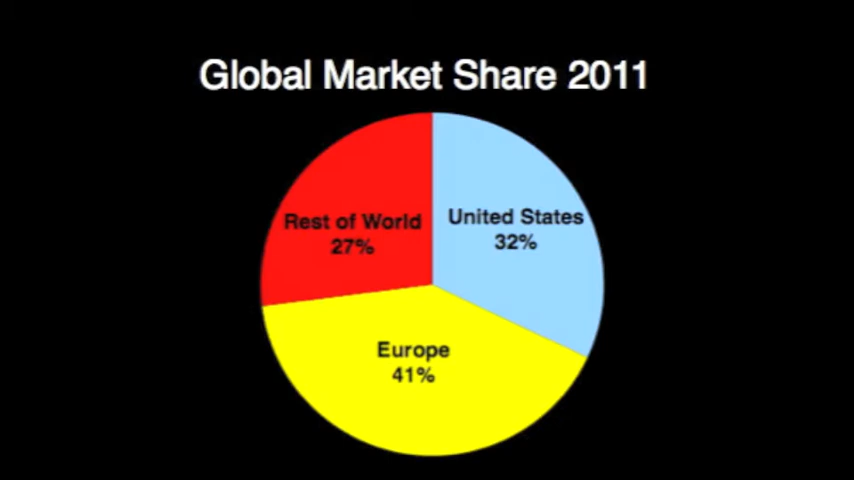 Global Market Share 2011
Rest of World
27%
United States
32%
Europe
41%